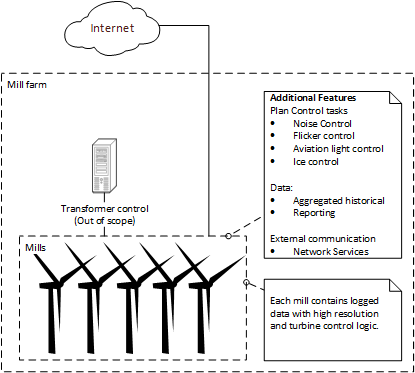 Internet
Mill farm
Additional Features
Plan Control tasks
• Noise Control
• Flicker control
• Aviation light control
• Ice control
Data:
• Aggregated historical
• Reporting
External communication
• Network Services
Transformer control
(Out of scope)
Mills
Each mill contains logged
data with high resolution
and turbine control logic.